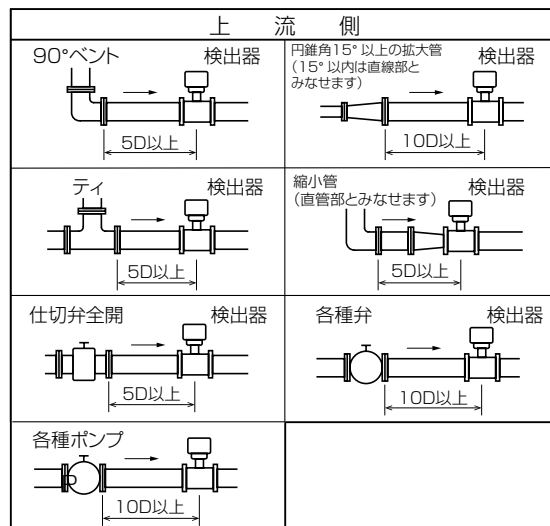 上流側
90°ベント
検出器
5D以上
円錐角15°以上の拡大管
(15°以内は直線部と
みなせます)
検出器
10D以上
ティ
検出器
5D以上
縮小管
(直管部とみなせます)
検出器
5D以上
仕切弁全開
検出器
5D以上
各種弁
検出器
10D以上
各種ポンプ
10D以上